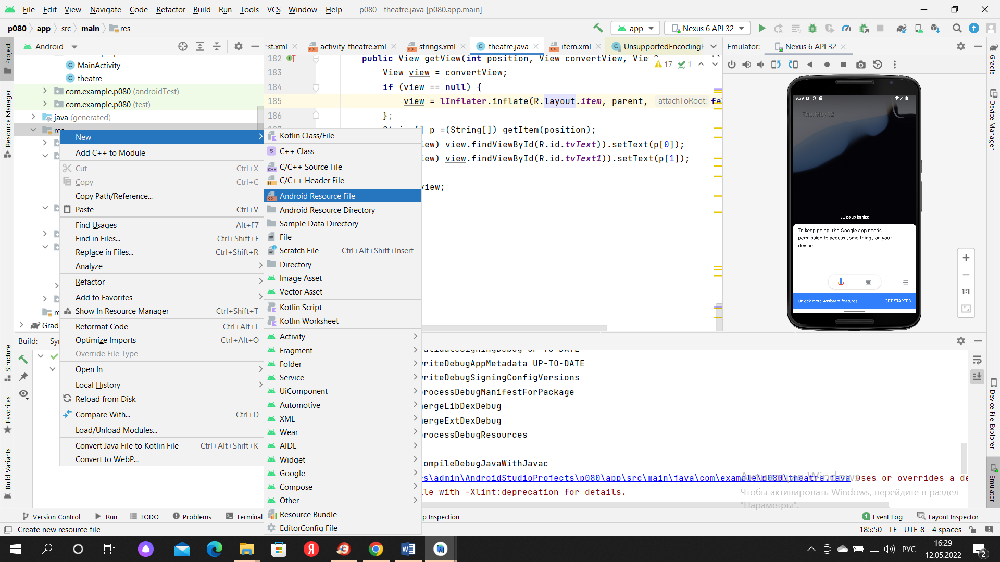 File Edit View Navigate Code Refactor Build Run Tools VCS Window Help p080 - theatre.java [p080.app.main]
p080 app src main res app Nexus 6 API 32
Android est.xml activity_theatre.xml strings.xml theatre.java item.xml UnsupportedEncoding Emulator: Nexus 6 API 32
Project
Resource Manager
Structure
Favorites
Build Variants
MainActivity
theatre
com.example.p080 (androidTest)
com.example.p080 (test)
java (generated)
res
Grad
182 public View getView(int position, View convertView, Vie 17 1
183 View view = convertView;
184 if (view == null) {
185 view = lInflater.inflate(R.layout.item, parent, attachToRoot: fal
186 };
] p =(String[]) getItem(position);
iew) view.findViewById(R.id.tvText)).setText(p[0]);
iew) view.findViewById(R.id.tvText1)).setText(p[1]);
view;
New
Add C++ to Module
Cut Ctrl+X
Copy Ctrl+C
Copy Path/Reference...
Paste Ctrl+V
Find Usages Alt+F7
Find in Files... Ctrl+Shift+F
Replace in Files... Ctrl+Shift+R
Analyze
Refactor
Add to Favorites
Show In Resource Manager Ctrl+Shift+T
Reformat Code Ctrl+Alt+L
Optimize Imports Ctrl+Alt+O
Override File Type
Open In
Local History
Reload from Disk
Compare With... Ctrl+D
Load/Unload Modules...
Convert Java File to Kotlin File Ctrl+Alt+Shift+K
Convert to WebP...
Kotlin Class/File
C++ Class
C/C++ Source File
C/C++ Header File
Android Resource File
Android Resource Directory
Sample Data Directory
File
Scratch File Ctrl+Alt+Shift+Insert
Directory
Image Asset
Vector Asset
Kotlin Script
Kotlin Worksheet
Activity
Fragment
Folder
Service
UiComponent
Automotive
XML
Wear
AIDL
Widget
Google
Compose
Other
Resource Bundle
EditorConfig File
9:29
Thu, May 12
Swipe up for tips
To keep going, the Google app needs
permission to access some things on your
device.
Unlock more Assistant features GET STARTED
1:1
Gradle
Device Manager
Device File Explorer
Emulator
Build: Syn
alidateSigningDebug UP-TO-DATE
writeDebugAppMetadata UP-TO-DATE
writeDebugSigningConfigVersions
processDebugManifestForPackage
mergeLibDexDebug
mergeExtDexDebug
processDebugResources
compileDebugJavaWithJavac
rs\admin\AndroidStudioProjects\p080\app\src\main\java\com\example\p080\theatre.java uses or overrides a de
le with -Xlint:deprecation for details.
Активация Windows
Чтобы активировать Windows, перейдите в раздел
"Параметры".
Version Control Run TODO Problems Terminal p Inspection Event Log Layout Inspector
Create new resource file 185:50 LF UTF-8 4 spaces
РУС 16:29
12.05.2022 2